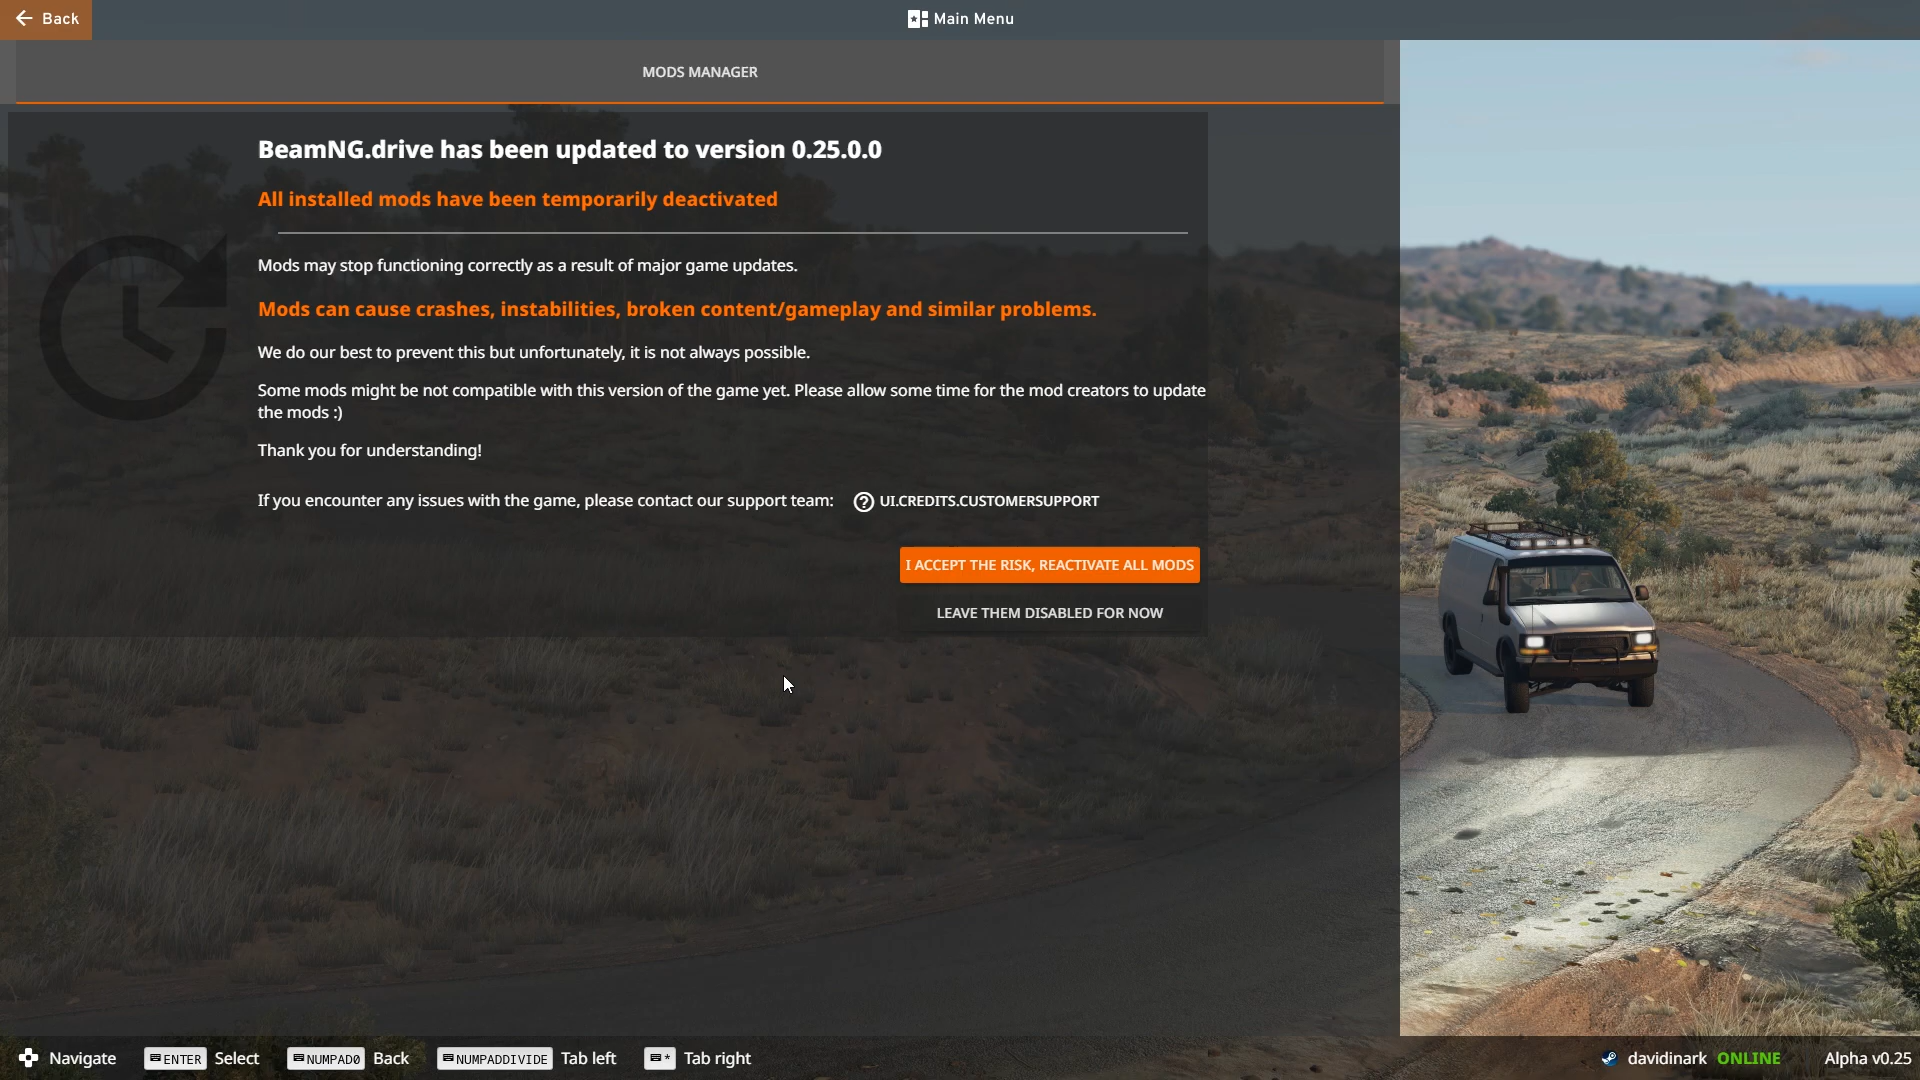 Back
Main Menu
MODS MANAGER
BeamNG.drive has been updated to version 0.25.0.0
All installed mods have been temporarily deactivated
Mods may stop functioning correctly as a result of major game updates.
Mods can cause crashes, instabilities, broken content/gameplay and similar problems.
We do our best to prevent this but unfortunately, it is not always possible.
Some mods might be not compatible with this version of the game yet. Please allow some time for the mod creators to update
the mods :)
Thank you for understanding!
If you encounter any issues with the game, please contact our support team: UI.CREDITS.CUSTOMERSUPPORT
I ACCEPT THE RISK, REACTIVATE ALL MODS
LEAVE THEM DISABLED FOR NOW
Navigate ENTER Select NUMPAD0 Back NUMPADDIVIDE Tab left * Tab right davidinark ONLINE Alpha v0.25